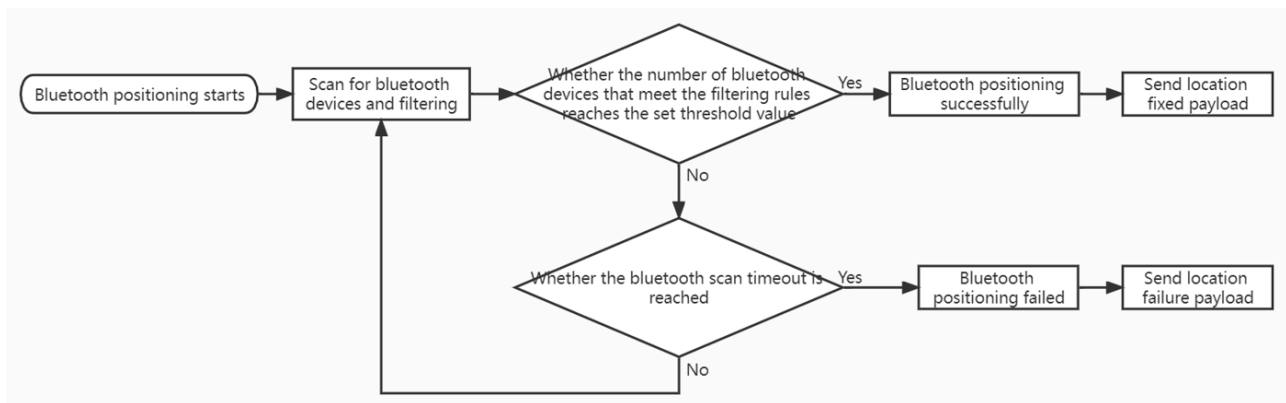 Bluetooth positioning starts
Scan for bluetooth
devices and filtering
Whether the number of bluetooth
devices that meet the filtering rules
reaches the set threshold value
Yes
Bluetooth positioning
successfully
Send location
fixed payload
No
Whether the bluetooth scan timeout is
reached
Yes
Bluetooth
positioning failed
Send location
failure payload
No